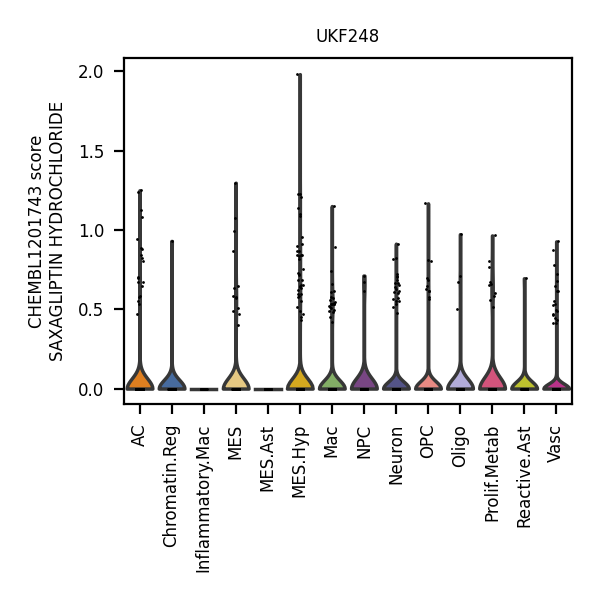 UKF248
CHEMBL1201743 score
SAXAGLIPTIN HYDROCHLORIDE
2.0
1.5
1.0
0.5
0.0
AC
Chromatin.Reg
Inflammatory.Mac
MES
MES.Ast
MES.Hyp
Mac
NPC
Neuron
OPC
Oligo
Prolif.Metab
Reactive.Ast
Vasc